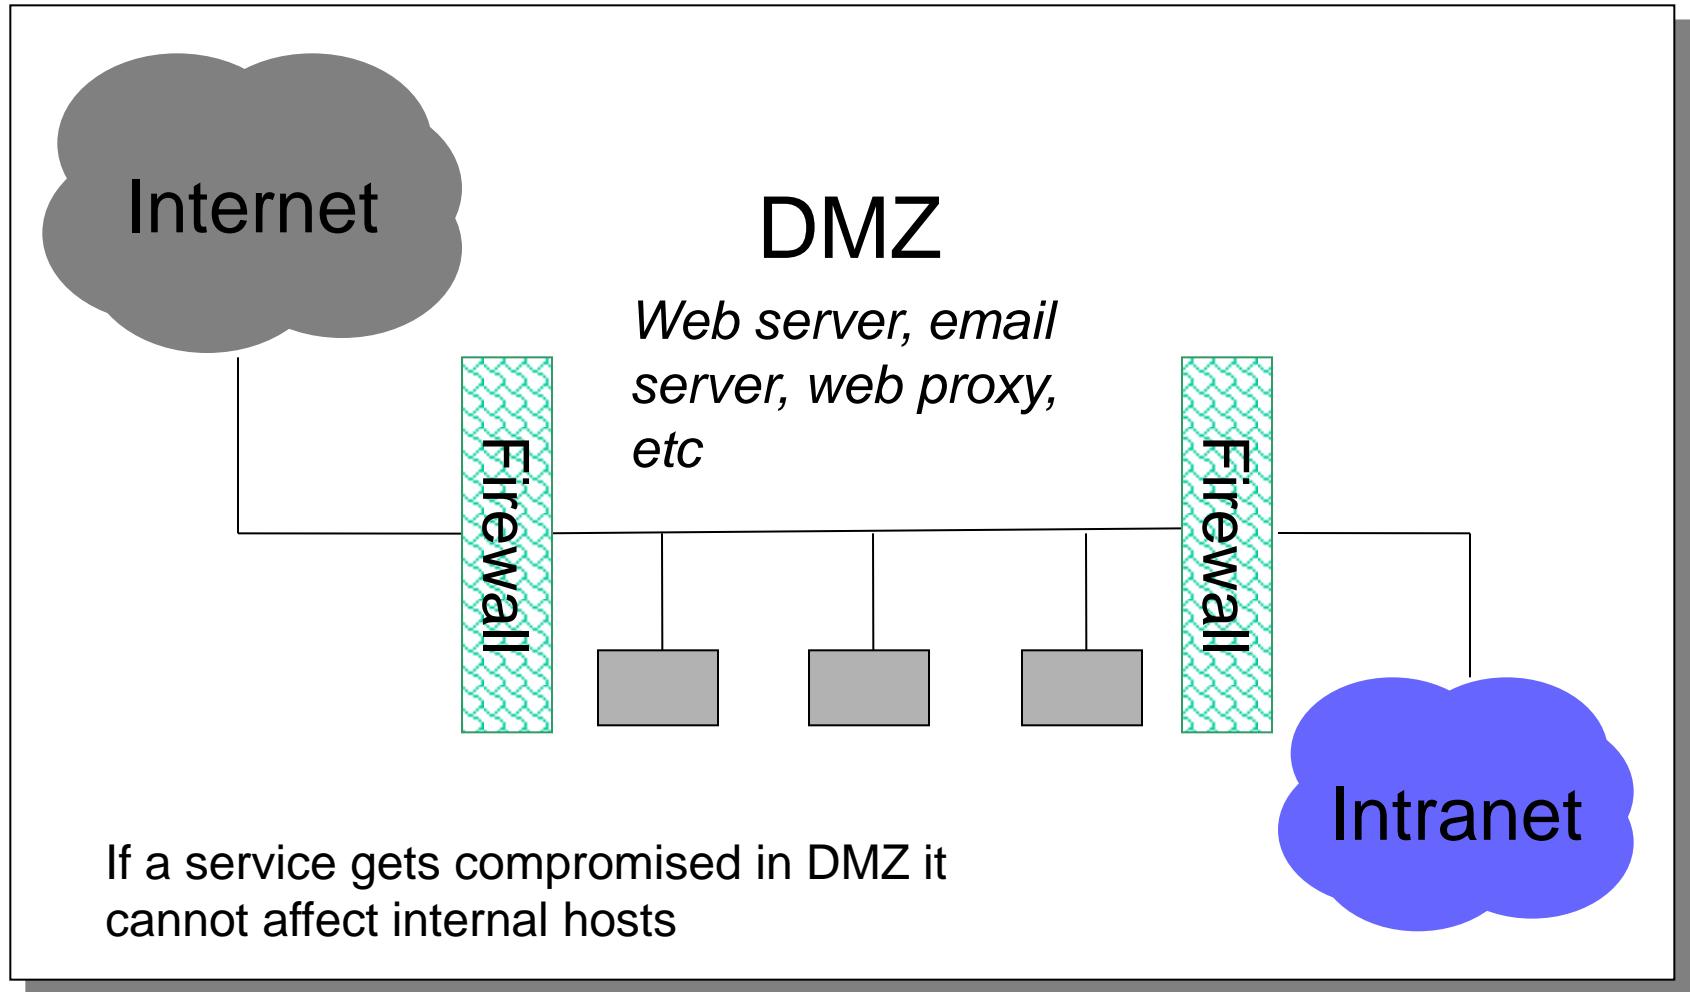 Internet
DMZ
Web server, email
server, web proxy,
etc
Firewall
Firewall
Intranet
If a service gets compromised in DMZ it
cannot affect internal hosts